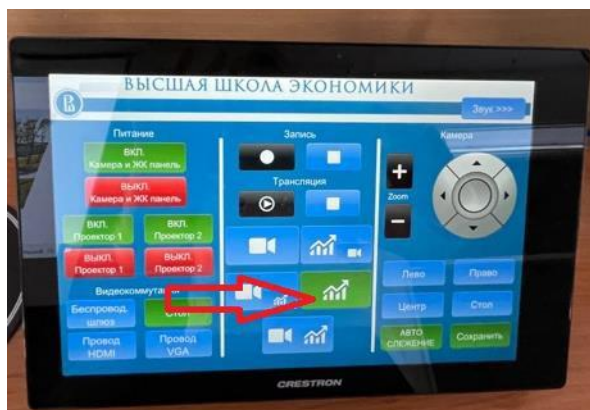 ВЫСШАЯ ШКОЛА ЭКОНОМИКИ
Звук >>>
Питание
ВКЛ.
Камера и ЖК панель
ВЫКЛ.
Камера и ЖК панель
ВКЛ.
Проектор 1
ВКЛ.
Проектор 2
ВЫКЛ.
Проектор 1
ВЫКЛ.
Проектор 2
Видеокоммутация
Беспровод.
шлюз
Стоп
Провод
HDMI
Провод
VGA
Запись
Трансляция
Камера
+
Zoom
−
Лево
Право
Центр
Стоп
АВТО
СЛЕЖЕНИЕ
Сохранить
CRESTRON